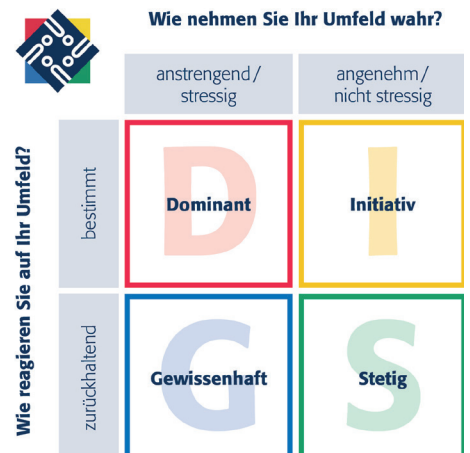 Wie nehmen Sie Ihr Umfeld wahr?
anstrengend/
stressig
angenehm/
nicht stressig
Wie reagieren Sie auf Ihr Umfeld?
bestimmt
D
Dominant
I
Initiativ
zurückhaltend
G
Gewissenhaft
S
Stetig